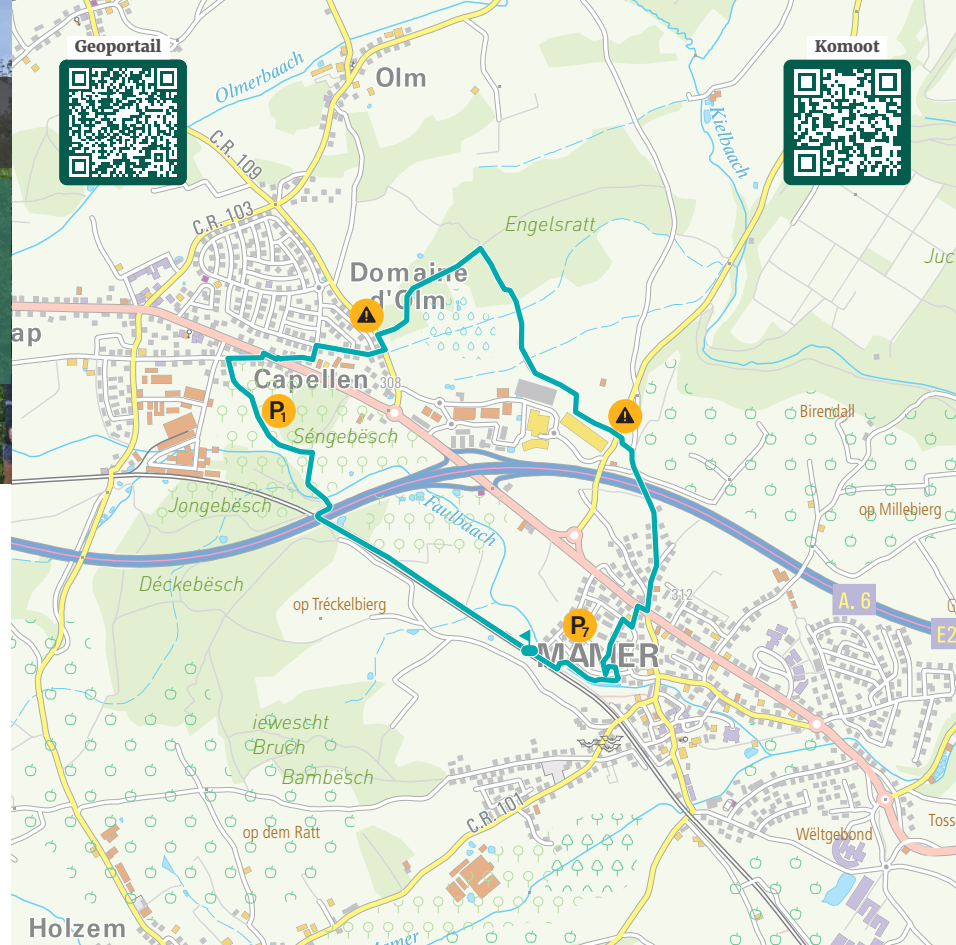 Geoportail
Komoot
Olmerbaach
Olm
Kielbaach
C.R. 109
C.R. 103
Engelsratt
Juc
Domaine
d'Olm
ap
Capellen
308
P1
Séngebësch
Birendall
Jongebësch
Faulbaach
op Millebierg
Déckebësch
op Tréckelbierg
312
A. 6
E2
P7
MAMER
iewescht
Bruch
Bambësch
C.R. 101
op dem Ratt
Wëltgebond
Toss
Holzem